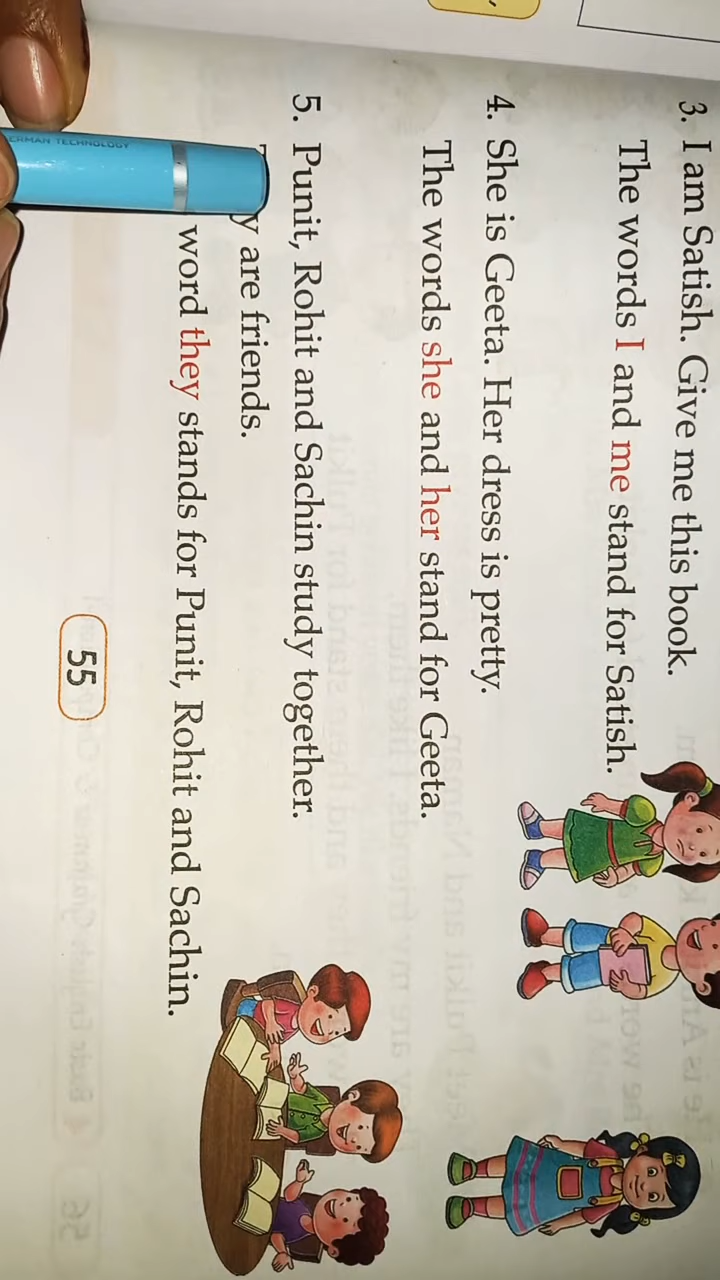 3. I am Satish. Give me this book.
The words I and me stand for Satish.
4. She is Geeta. Her dress is pretty.
The words she and her stand for Geeta.
5. Punit, Rohit and Sachin study together.
y are friends.
word they stands for Punit, Rohit and Sachin.
55
ERMAN TECHNOLOGY